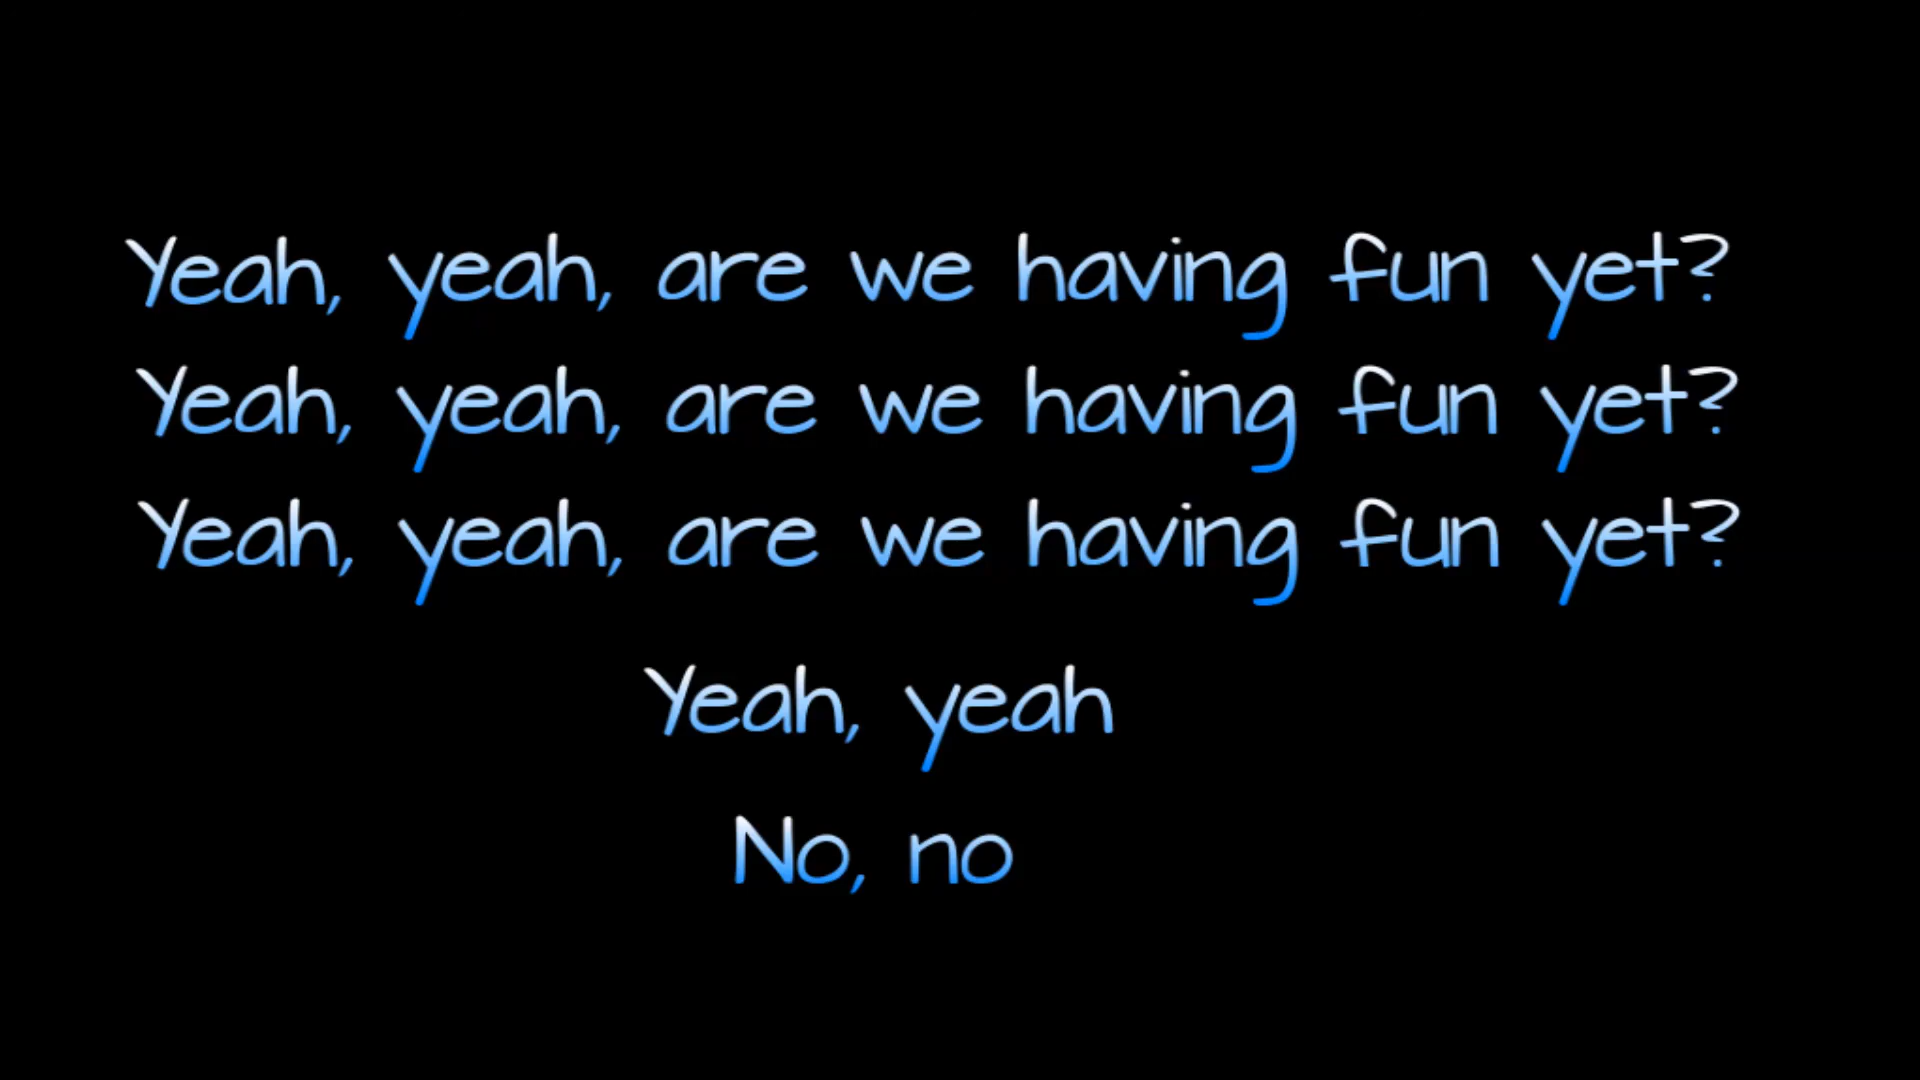 Yeah, yeah, are we having fun yet?
Yeah, yeah, are we having fun yet?
Yeah, yeah, are we having fun yet?
Yeah, yeah
No, no